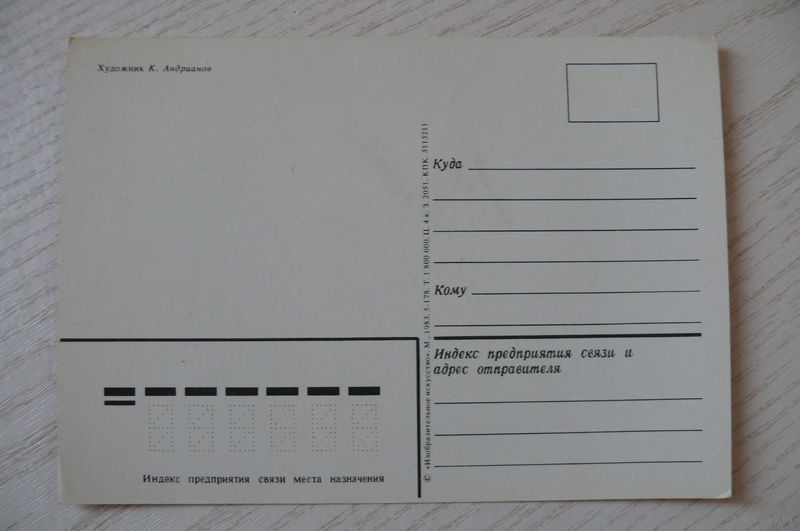 Художник К. Андрианов
© «Изобразительное искусство». М., 1983. 5-178. Т. 1 800 000. Ц. 4 к. З. 2051. КПК. 5113211
Куда
Кому
Индекс предприятия связи и
адрес отправителя
Индекс предприятия связи места назначения